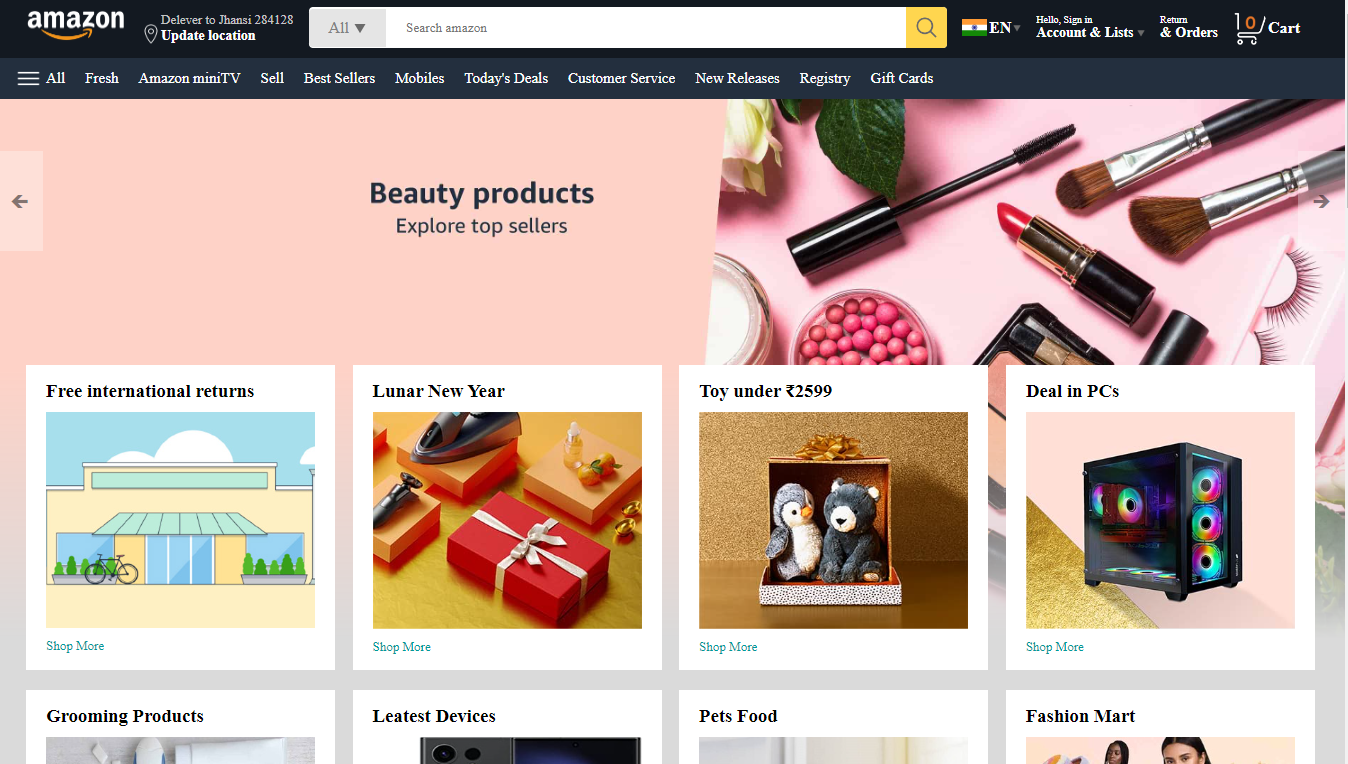 amazon
Delever to Jhansi 284128
Update location
All ▼
Search amazon
EN
Hello, Sign in
Account & Lists
Return
& Orders
0
Cart
All
Fresh
Amazon miniTV
Sell
Best Sellers
Mobiles
Today's Deals
Customer Service
New Releases
Registry
Gift Cards
Beauty products
Explore top sellers
Free international returns
Lunar New Year
Toy under ₹2599
Deal in PCs
Shop More
Shop More
Shop More
Shop More
Grooming Products
Leatest Devices
Pets Food
Fashion Mart